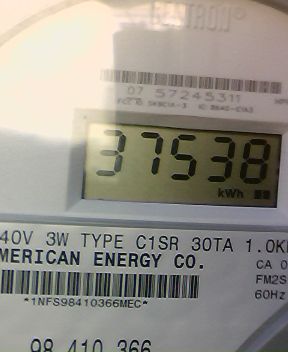 07 57245311
37538
kWh
40V 3W TYPE C1SR 30TA 1.0K
MERICAN ENERGY CO.
CA 0
FM2S
60Hz
*1NFS98410366MEC*
98 410 366